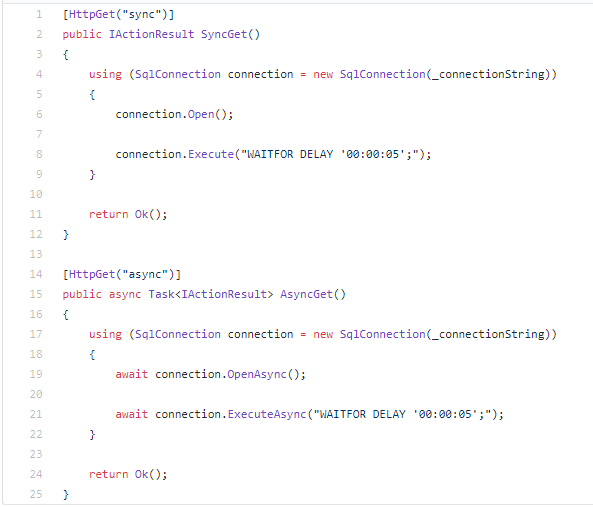 1 [HttpGet("sync")]
2 public IActionResult SyncGet()
3 {
4     using (SqlConnection connection = new SqlConnection(_connectionString))
5     {
6         connection.Open();
7
8         connection.Execute("WAITFOR DELAY '00:00:05';");
9     }
10
11     return Ok();
12 }
13
14 [HttpGet("async")]
15 public async Task<IActionResult> AsyncGet()
16 {
17     using (SqlConnection connection = new SqlConnection(_connectionString))
18     {
19         await connection.OpenAsync();
20
21         await connection.ExecuteAsync("WAITFOR DELAY '00:00:05';");
22     }
23
24     return Ok();
25 }